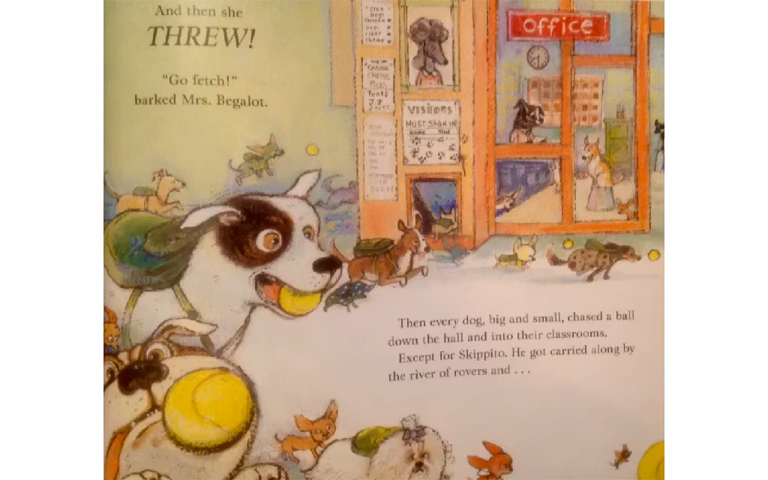 And then she
THREW!
"Go fetch!"
barked Mrs. Begalot.
Office
VISITORS
MUST SIGN IN
Then every dog, big and small, chased a ball
down the hall and into their classrooms.
Except for Skippito. He got carried along by
the river of rovers and . . .